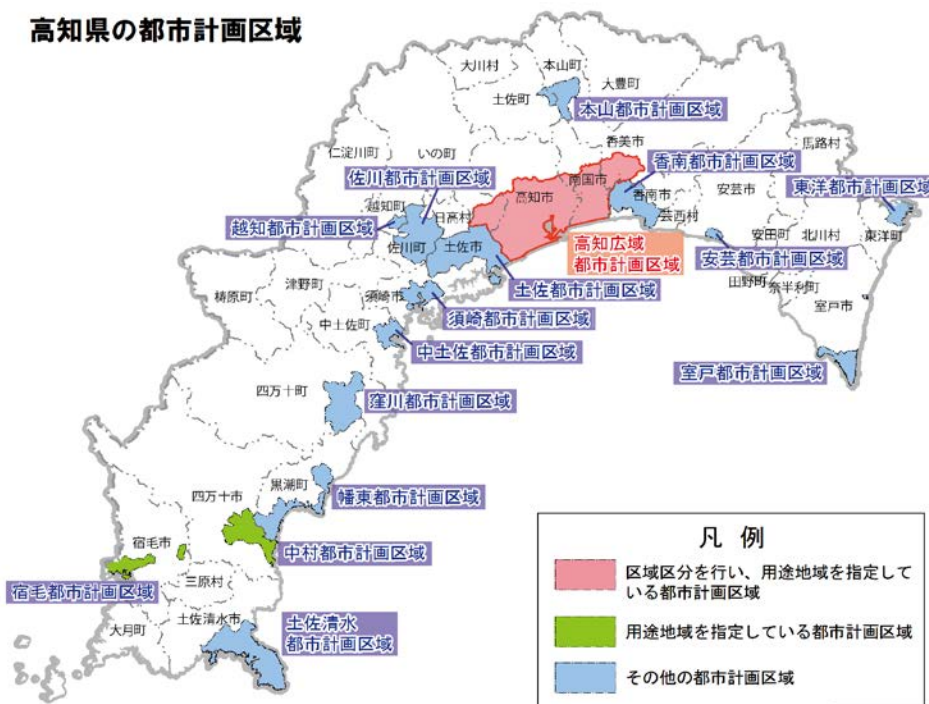 高知県の都市計画区域
大川村
本山町
大豊町
土佐町
本山都市計画区域
香美市
馬路村
仁淀川町
いの町
香南都市計画区域
佐川都市計画区域
南国市
安芸市
東洋都市計画区域
高知市
香南市
越知町
日高村
芸西村
越知都市計画区域
佐川町
土佐市
高知広域
都市計画区域
安田町
北川村
東洋町
安芸都市計画区域
田野町
奈半利町
土佐都市計画区域
津野町
梼原町
須崎市
室戸市
須崎都市計画区域
中土佐町
中土佐都市計画区域
室戸都市計画区域
四万十町
窪川都市計画区域
黒潮町
四万十市
幡東都市計画区域
宿毛市
中村都市計画区域
三原村
宿毛都市計画区域
土佐清水市
大月町
土佐清水
都市計画区域
凡例
区域区分を行い、用途地域を指定して
いる都市計画区域
用途地域を指定している都市計画区域
その他の都市計画区域